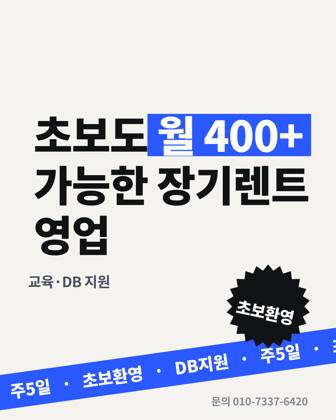 초보도 월 400+
가능한 장기렌트
영업
교육·DB 지원
초보환영
주5일 · 초보환영 · DB지원 · 주5일 ·
문의 010-7337-6420